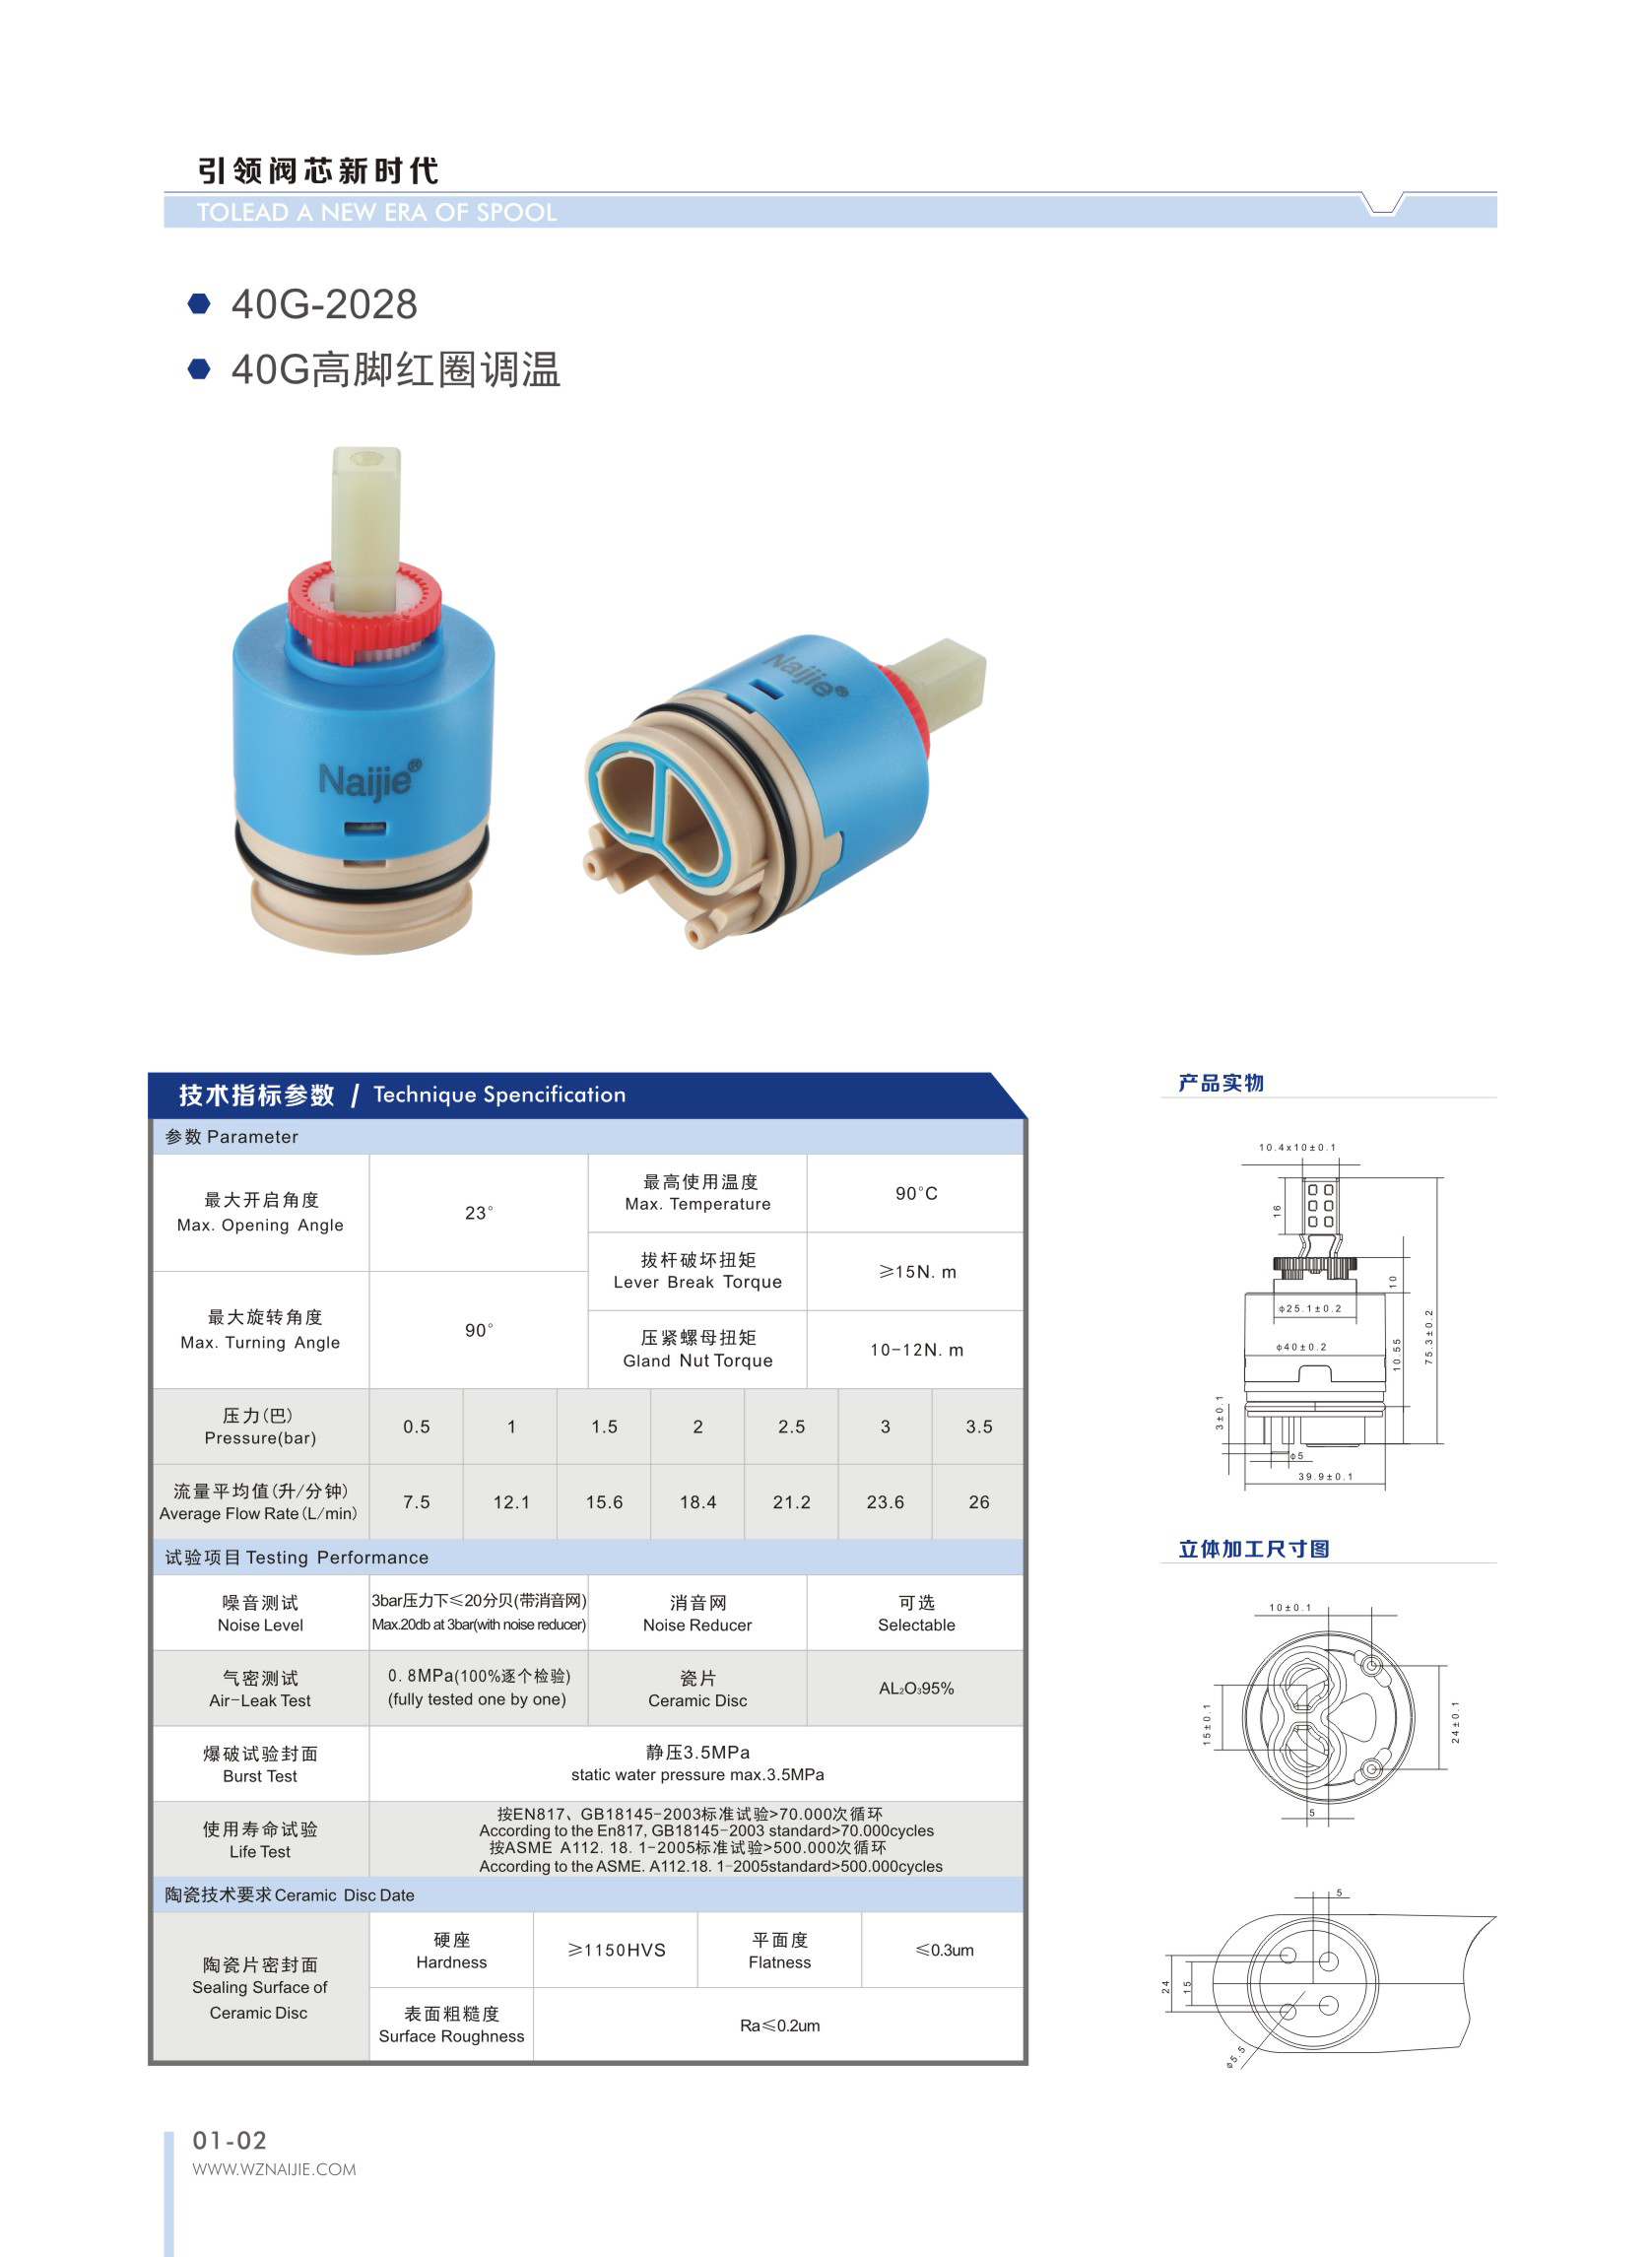 引领阀芯新时代
TOLEAD A NEW ERA OF SPOOL
40G-2028
40G高脚红圈调温
Naijie®
Naijie®
技术指标参数 / Technique Spencification
参数 Parameter
最大开启角度
Max. Opening Angle
23°
最高使用温度
Max. Temperature
90°C
拔杆破坏扭矩
Lever Break Torque
≥15N. m
最大旋转角度
Max. Turning Angle
90°
压紧螺母扭矩
Gland Nut Torque
10-12N. m
压力(巴)
Pressure(bar)
0.5 1 1.5 2 2.5 3 3.5
流量平均值(升/分钟)
Average Flow Rate(L/min)
7.5 12.1 15.6 18.4 21.2 23.6 26
试验项目 Testing Performance
噪音测试
Noise Level
3bar压力下≤20分贝(带消音网)
Max.20db at 3bar(with noise reducer)
消音网
Noise Reducer
可选
Selectable
气密测试
Air-Leak Test
0. 8MPa(100%逐个检验)
(fully tested one by one)
瓷片
Ceramic Disc
AL₂O₃95%
爆破试验封面
Burst Test
静压3.5MPa
static water pressure max.3.5MPa
使用寿命试验
Life Test
按EN817、GB18145-2003标准试验>70.000次循环
According to the En817, GB18145-2003 standard>70.000cycles
按ASME A112. 18. 1-2005标准试验>500.000次循环
According to the ASME. A112.18. 1-2005standard>500.000cycles
陶瓷技术要求 Ceramic Disc Date
陶瓷片密封面
Sealing Surface of
Ceramic Disc
硬座
Hardness
≥1150HVS
平面度
Flatness
≤0.3um
表面粗糙度
Surface Roughness
Ra≤0.2um
产品实物
10.4x10±0.1
16
10
φ25.1±0.2
φ40±0.2
10.55
75.3±0.2
3±0.1
φ5
39.9±0.1
立体加工尺寸图
10±0.1
15±0.1
24±0.1
5
5
24
15
φ5.5
01-02
WWW.WZNAIJIE.COM